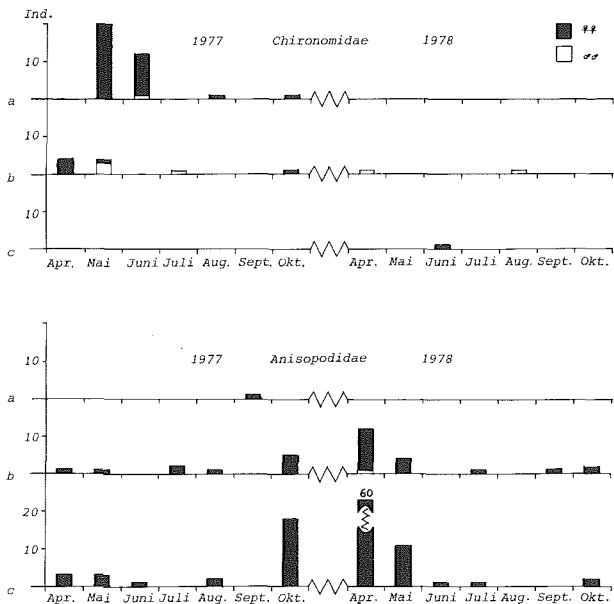 Ind.
1977 Chironomidae 1978
♀♀
♂♂
10
a
10
b
10
c
Apr. Mai Juni Juli Aug. Sept. Okt. Apr. Mai Juni Juli Aug. Sept. Okt.
1977 Anisopodidae 1978
10
a
10
b
60
20
10
c
Apr. Mai Juni Juli Aug. Sept. Okt. Apr. Mai Juni Juli Aug. Sept. Okt.